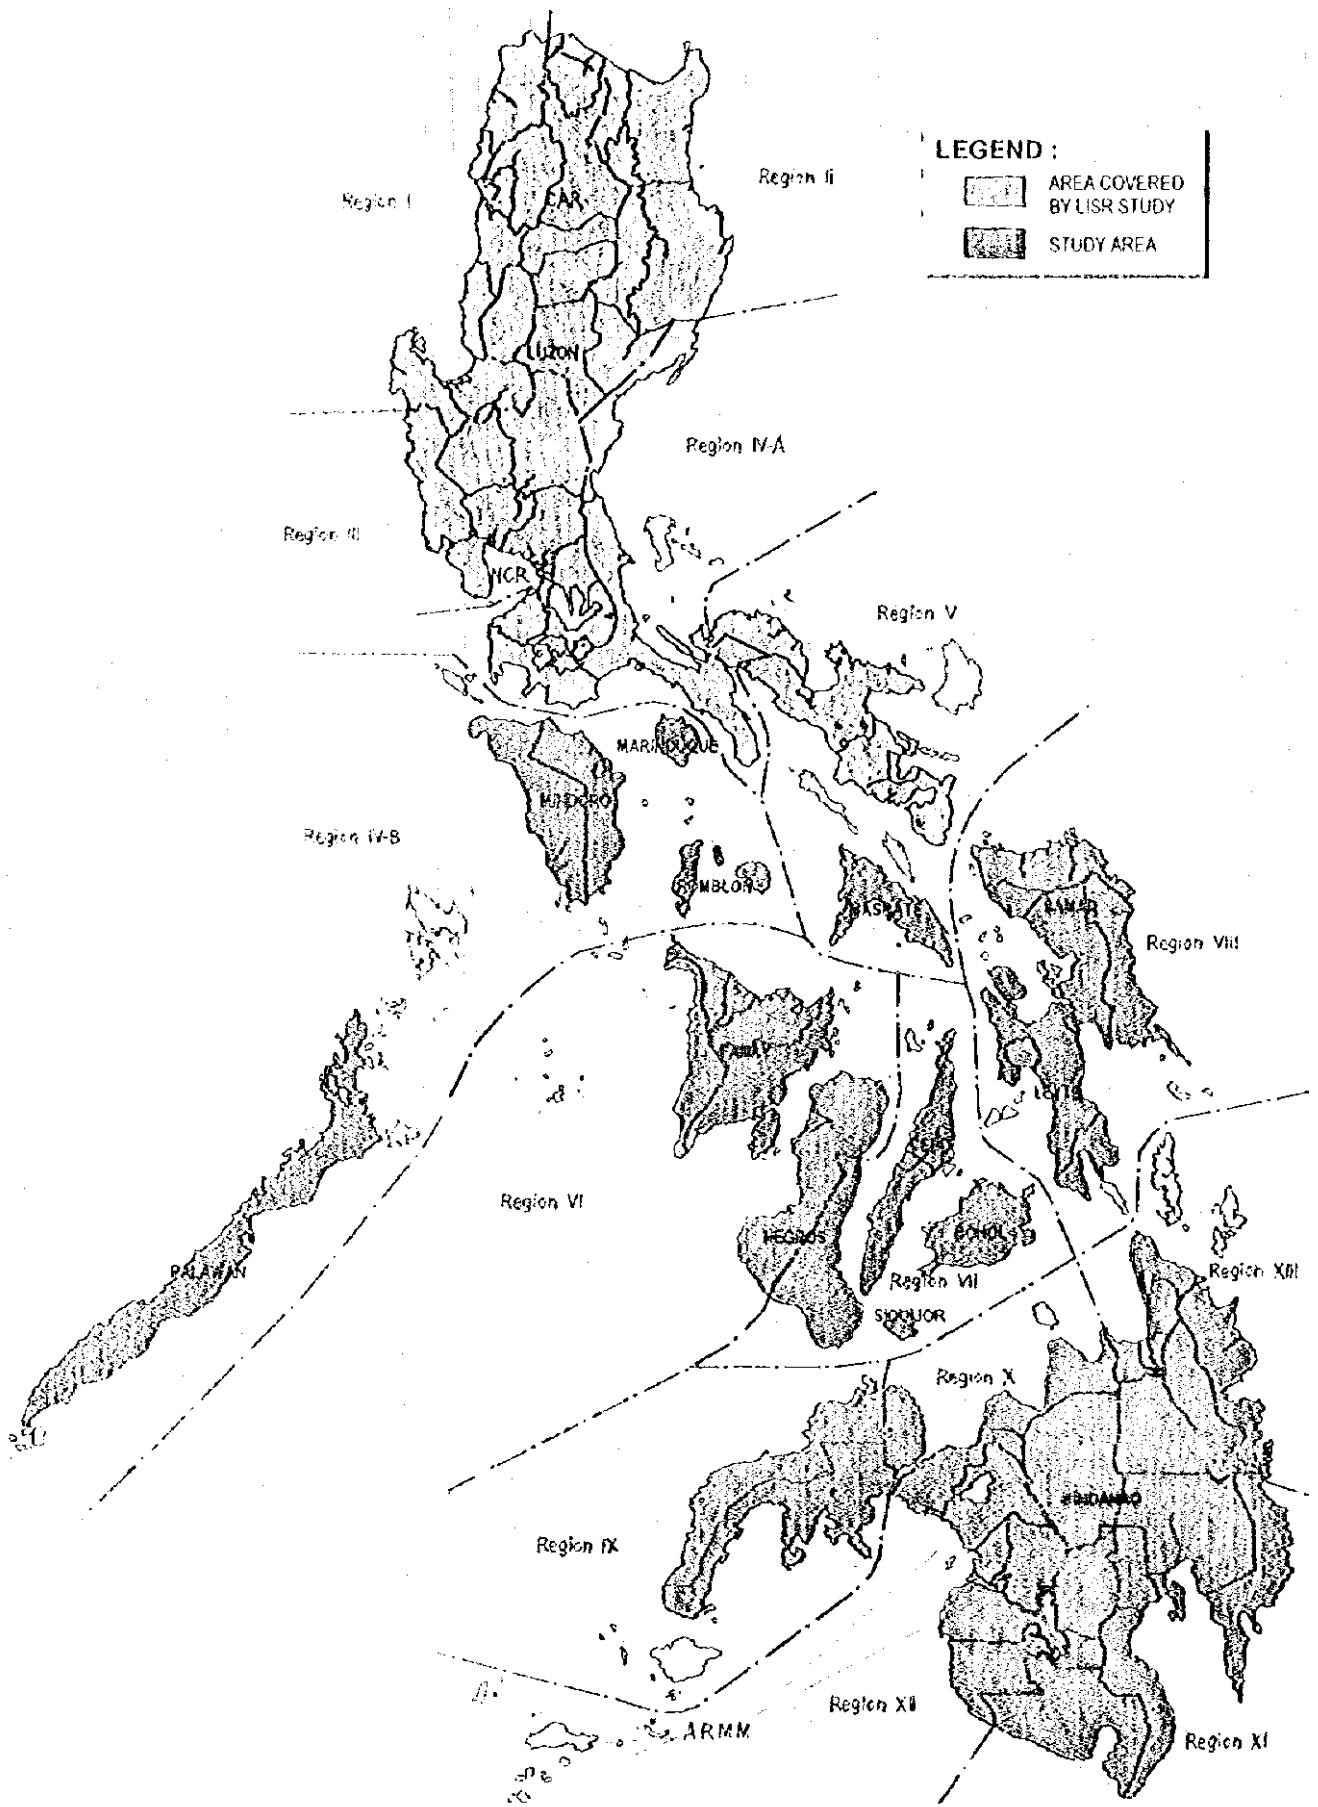 LEGEND :
AREA COVERED
BY LISR STUDY
STUDY AREA
Region II
Region I
CAR
LUZON
Region IV-A
Region III
NCR
Region V
MARINDUQUE
MINDORO
Region IV-B
ROMBLON
MASBATE
SAMAR
Region VIII
PANAY
LEYTE
CEBU
Region VI
NEGROS
BOHOL
PALAWAN
Region VII
Region XIII
SIQUIJOR
Region X
MINDANAO
Region IX
Region XII
ARMM
Region XI